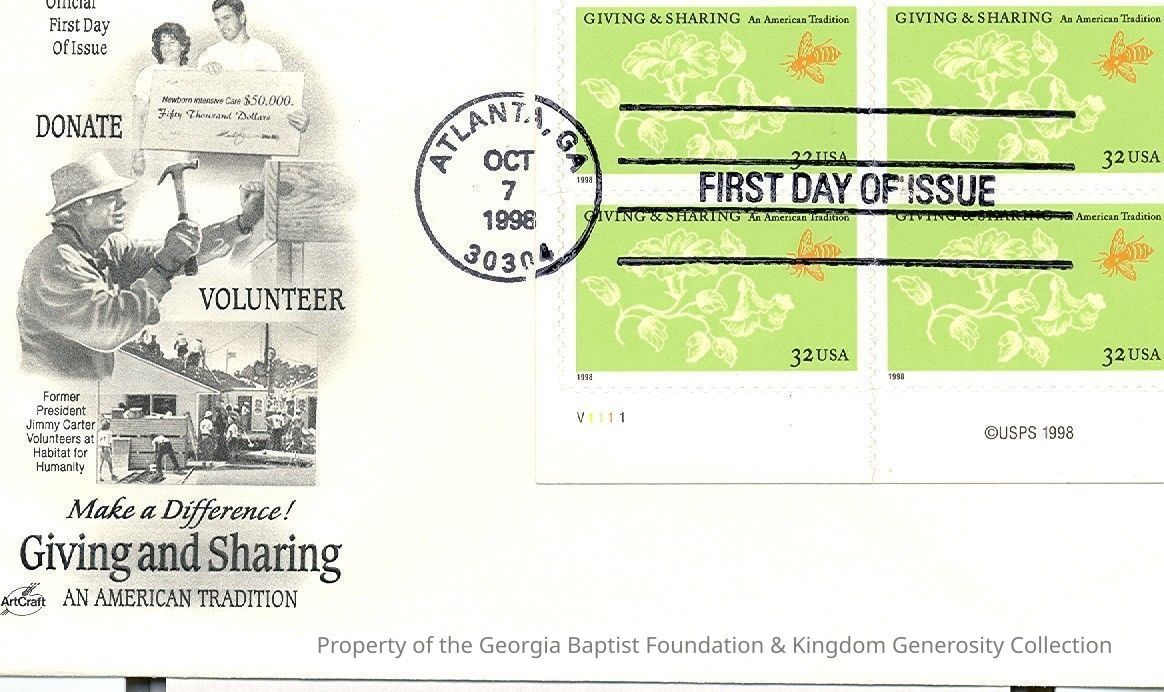 Official
First Day
Of Issue
Newborn Intensive Care $50,000.
Fifty Thousand Dollars
DONATE
VOLUNTEER
Former
President
Jimmy Carter
Volunteers at
Habitat for
Humanity
Make a Difference!
Giving and Sharing
AN AMERICAN TRADITION
ArtCraft
ATLANTA, GA
OCT
7
1998
30304
FIRST DAY OF ISSUE
GIVING & SHARING An American Tradition
32 USA
1998
GIVING & SHARING An American Tradition
32 USA
GIVING & SHARING An American Tradition
32 USA
1998
GIVING & SHARING An American Tradition
32 USA
1998
V1111
©USPS 1998
Property of the Georgia Baptist Foundation & Kingdom Generosity Collection